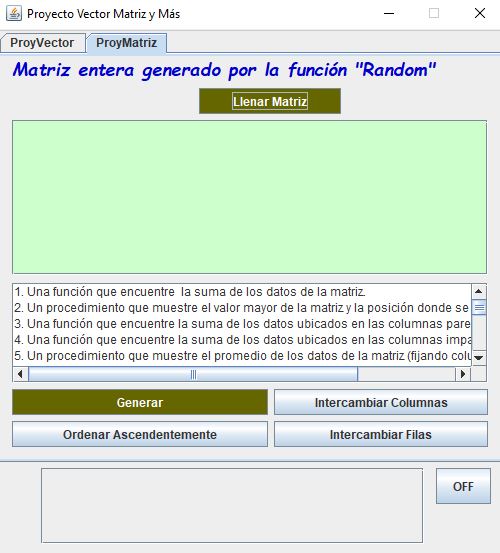 Proyecto Vector Matriz y Más
ProyVector ProyMatriz
Matriz entera generado por la función "Random"
Llenar Matriz
1. Una función que encuentre la suma de los datos de la matriz.
2. Un procedimiento que muestre el valor mayor de la matriz y la posición donde se
3. Una función que encuentre la suma de los datos ubicados en las columnas pare
4. Una función que encuentre la suma de los datos ubicados en las columnas impa
5. Un procedimiento que muestre el promedio de los datos de la matriz (fijando colu
Generar Intercambiar Columnas
Ordenar Ascendentemente Intercambiar Filas
OFF